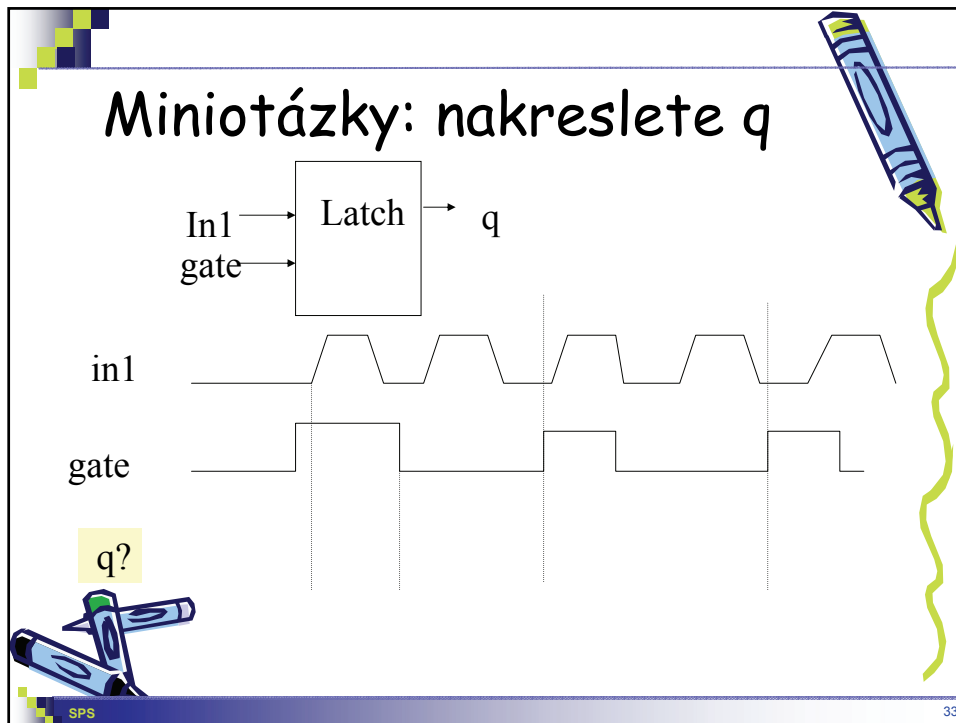 Miniotázky: nakreslete q
In1
Latch
q
gate
in1
gate
q?
SPS
33